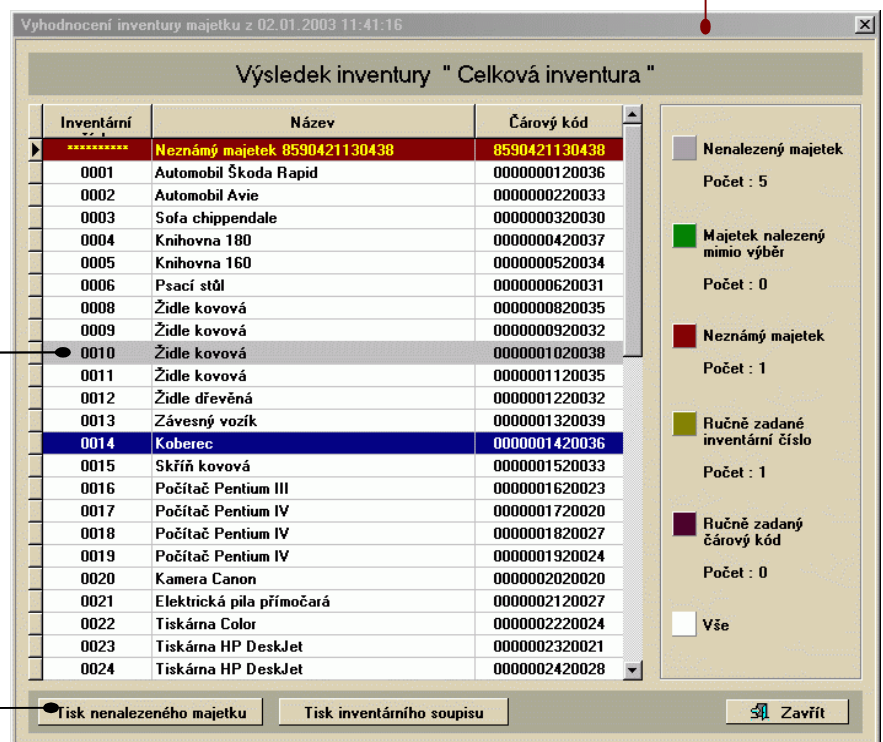 Vyhodnocení inventury majetku z 02.01.2003 11:41:16
Výsledek inventury " Celková inventura "
Inventární Název Čárový kód
********** Neznámý majetek 8590421130438 8590421130438
0001 Automobil Škoda Rapid 0000000120036
0002 Automobil Avie 0000000220033
0003 Sofa chippendale 0000000320030
0004 Knihovna 180 0000000420037
0005 Knihovna 160 0000000520034
0006 Psací stůl 0000000620031
0008 Židle kovová 0000000820035
0009 Židle kovová 0000000920032
0010 Židle kovová 0000001020038
0011 Židle kovová 0000001120035
0012 Židle dřevěná 0000001220032
0013 Závesný vozík 0000001320039
0014 Koberec 0000001420036
0015 Skříň kovová 0000001520033
0016 Počítač Pentium III 0000001620023
0017 Počítač Pentium IV 0000001720020
0018 Počítač Pentium IV 0000001820027
0019 Počítač Pentium IV 0000001920024
0020 Kamera Canon 0000002020020
0021 Elektrická pila přímočará 0000002120027
0022 Tiskárna Color 0000002220024
0023 Tiskárna HP DeskJet 0000002320021
0024 Tiskárna HP DeskJet 0000002420028
Nenalezený majetek
Počet : 5
Majetek nalezený
mimio výběr
Počet : 0
Neznámý majetek
Počet : 1
Ručně zadané
inventární číslo
Počet : 1
Ručně zadaný
čárový kód
Počet : 0
Vše
Tisk nenalezeného majetku Tisk inventárního soupisu Zavřít